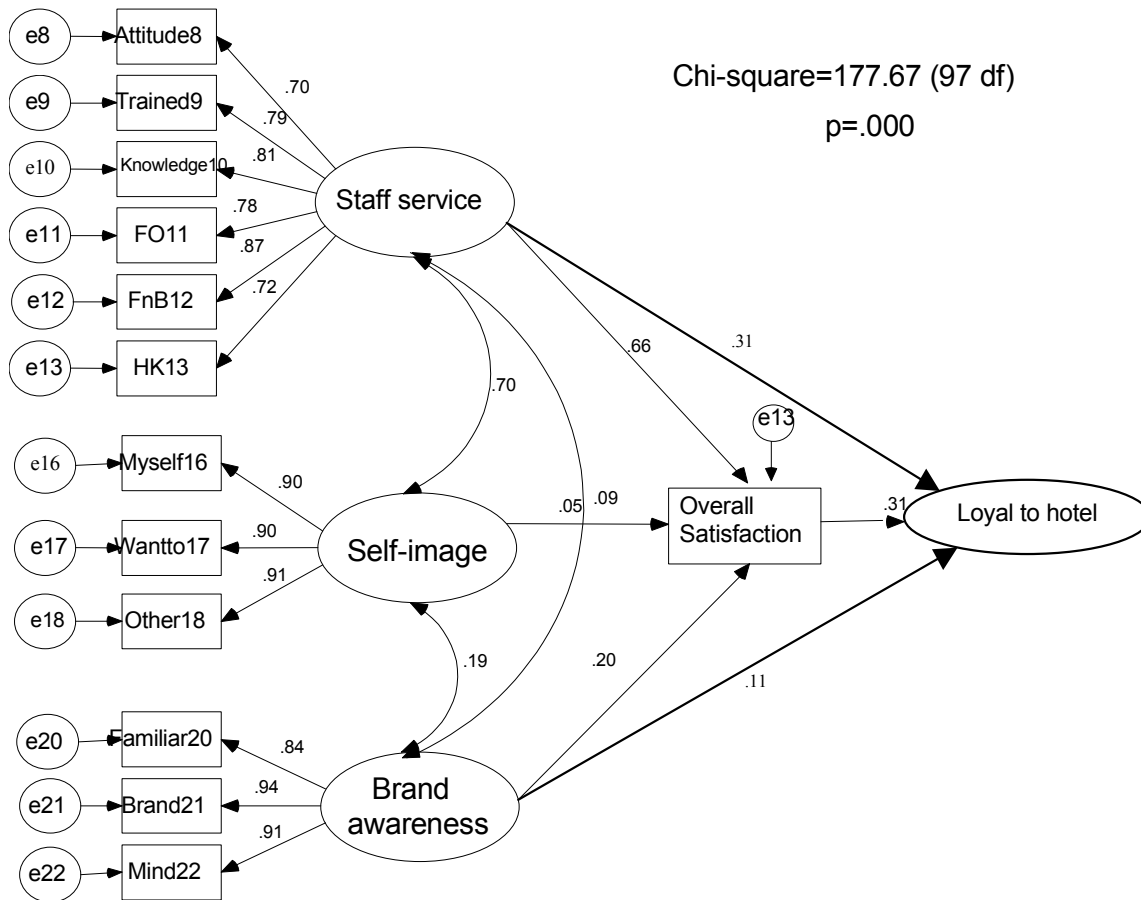 e8
Attitude8
.70
Chi-square=177.67 (97 df)
p=.000
e9
Trained9
.79
e10
Knowledge10
.81
Staff service
e11
FO11
.78
e12
FnB12
.87
e13
HK13
.72
.66
.31
.70
e13
e16
Myself16
.90
Self-image
.05
.09
Overall
Satisfaction
.31
Loyal to hotel
e17
Wantto17
.90
e18
Other18
.91
.19
.20
.11
e20
Familiar20
.84
Brand
awareness
e21
Brand21
.94
e22
Mind22
.91